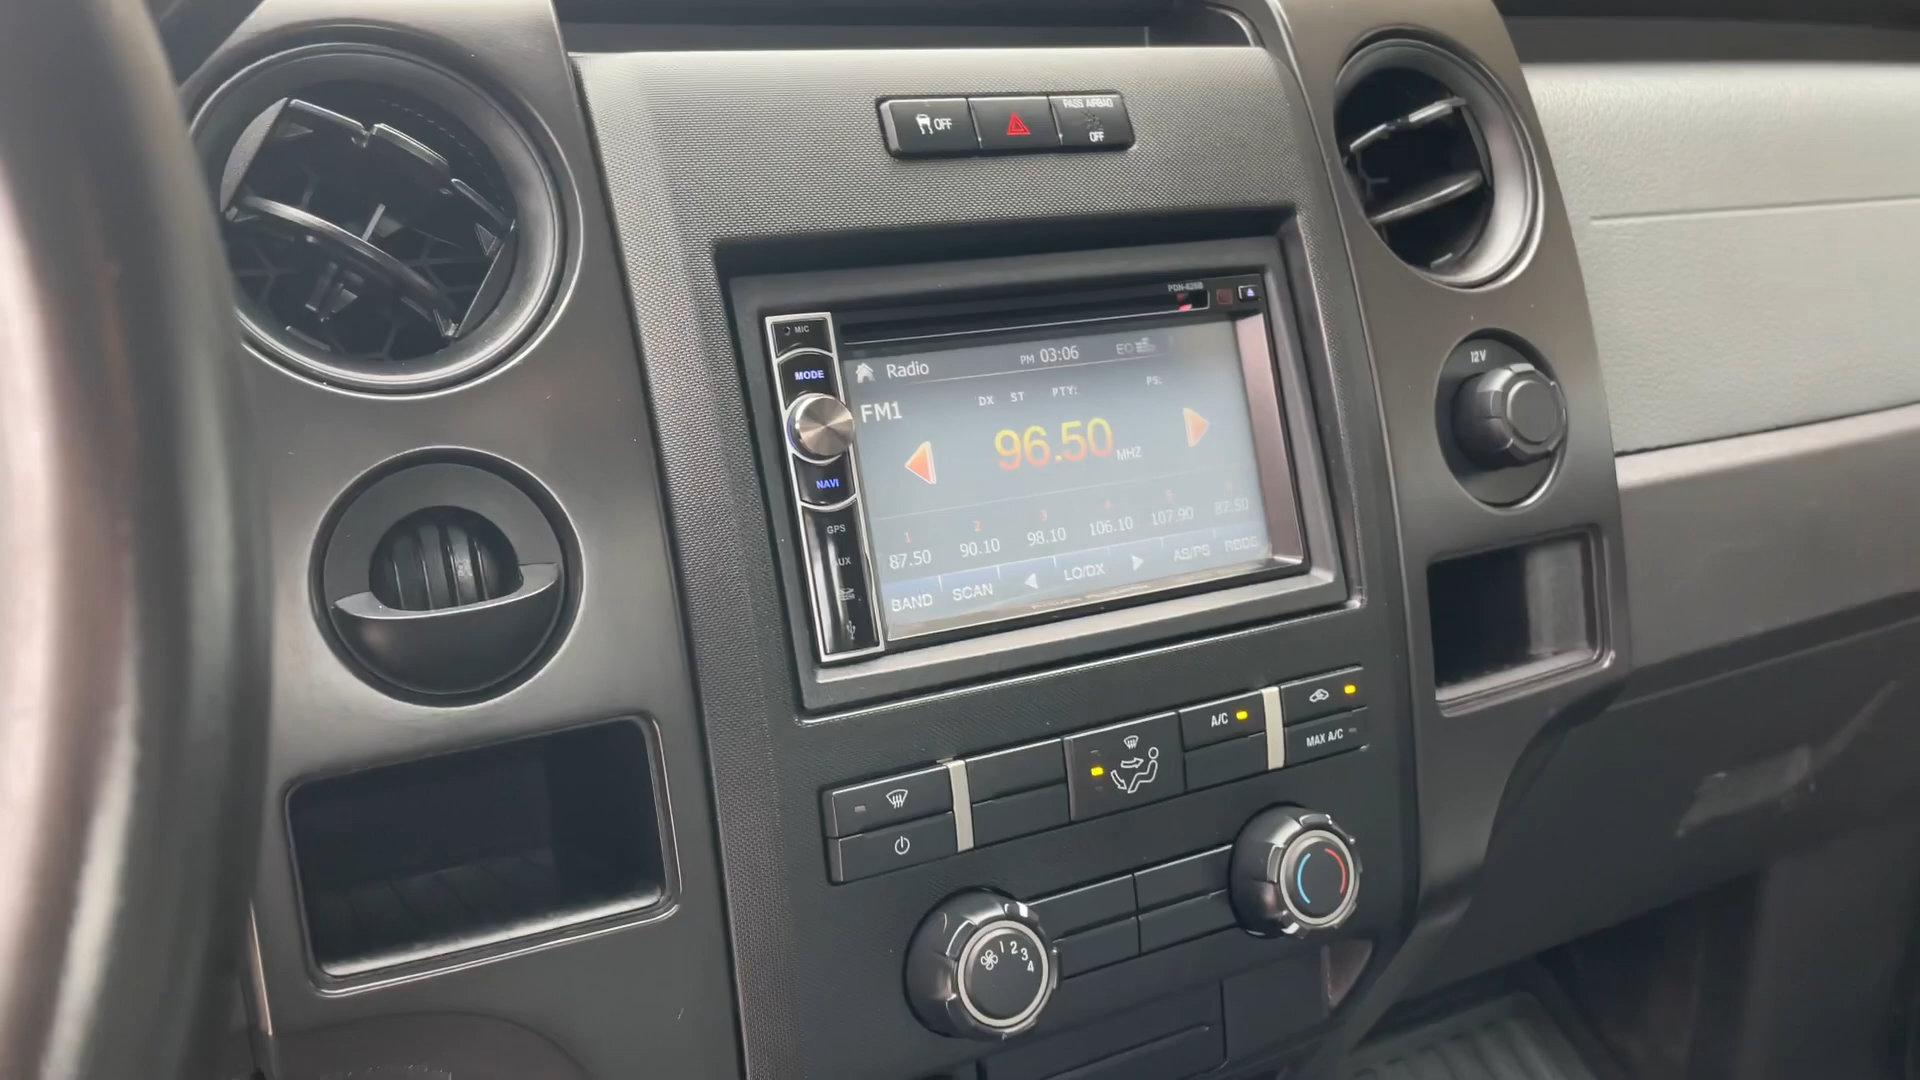 OFF
PASS AIRBAG
OFF
MIC
MODE
NAVI
GPS
AUX
Radio
PM 03:06
EQ
FM1
DX ST PTY: PS:
96.50 MHZ
1 2 3 4 5 6
87.50 90.10 98.10 106.10 107.90 87.50
BAND SCAN LO/DX AS/PS RBDS
12V
A/C
MAX A/C
1 2 3 4